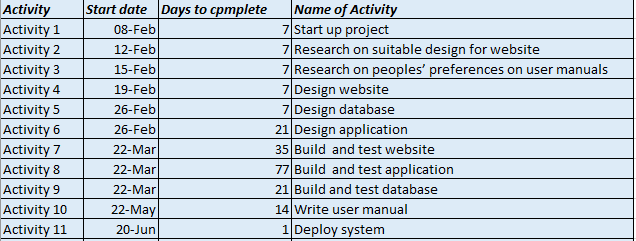 Activity Start date Days to cpmplete Name of Activity
Activity 1 08-Feb 7 Start up project
Activity 2 12-Feb 7 Research on suitable design for website
Activity 3 15-Feb 7 Research on peoples’ preferences on user manuals
Activity 4 19-Feb 7 Design website
Activity 5 26-Feb 7 Design database
Activity 6 26-Feb 21 Design application
Activity 7 22-Mar 35 Build  and test website
Activity 8 22-Mar 77 Build  and test application
Activity 9 22-Mar 21 Build and test database
Activity 10 22-May 14 Write user manual
Activity 11 20-Jun 1 Deploy system